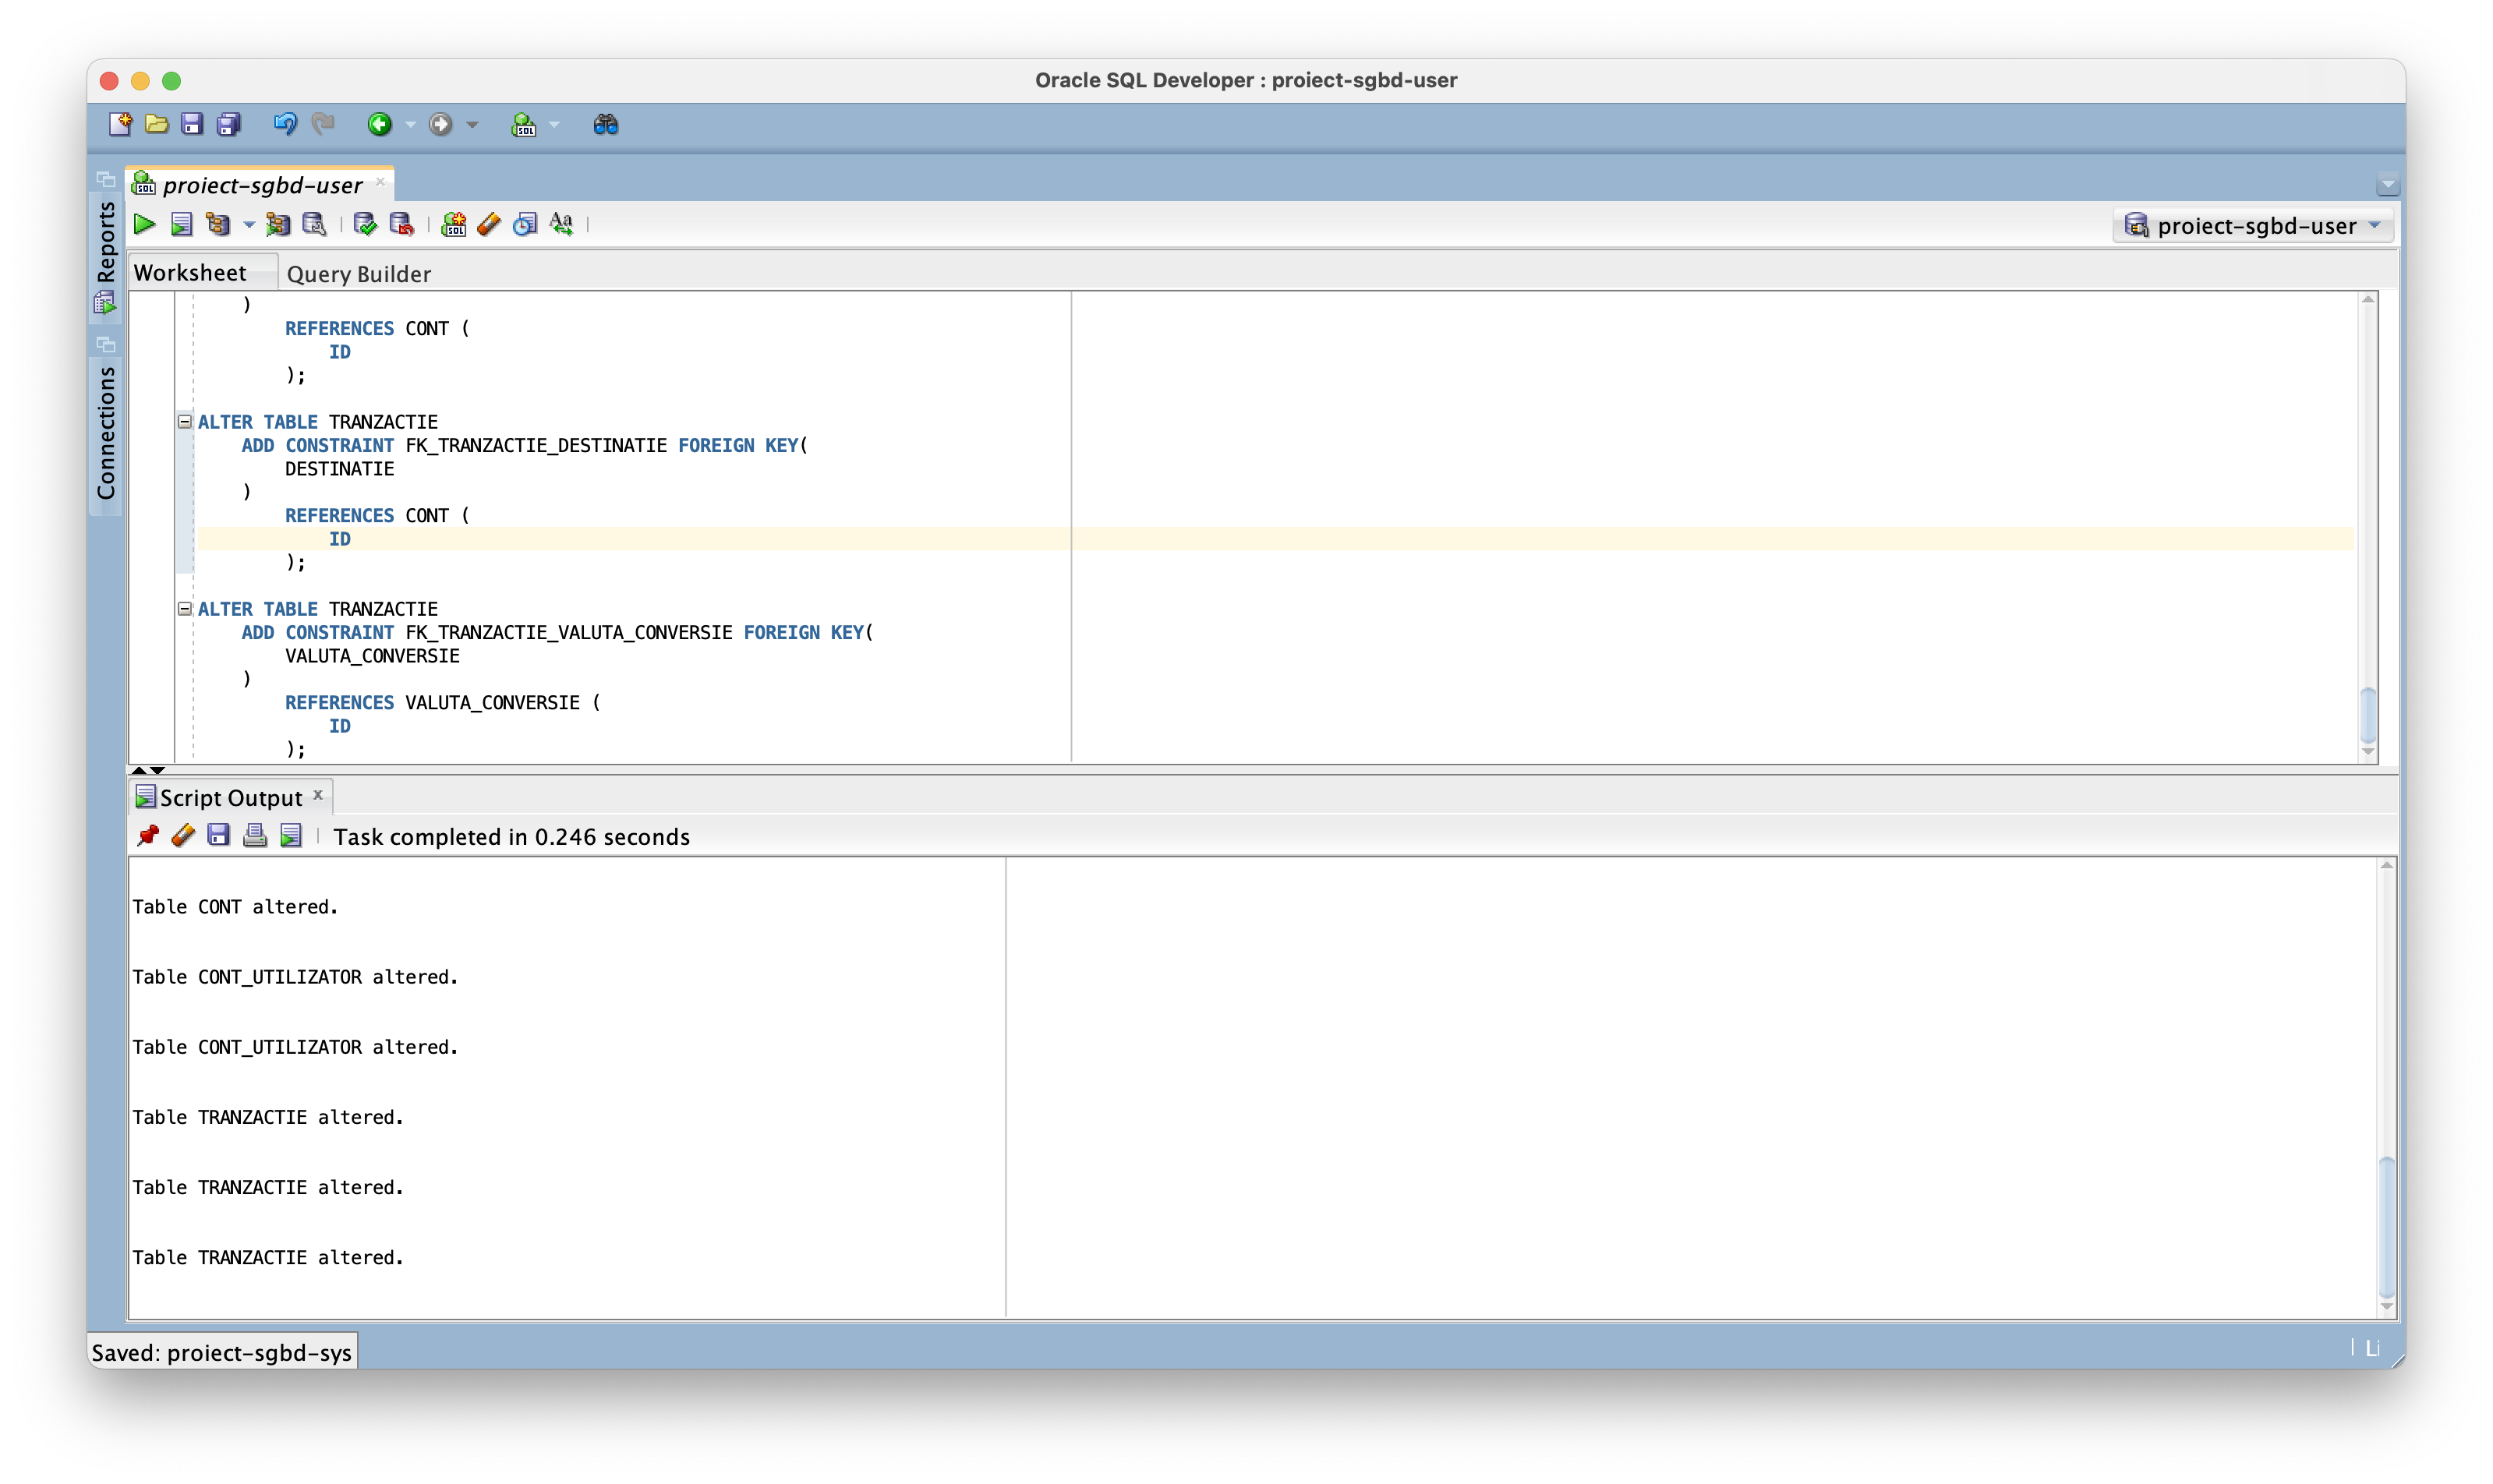 Oracle SQL Developer : proiect-sgbd-user
proiect-sgbd-user
Reports
Connections
proiect-sgbd-user
Worksheet
Query Builder
)
REFERENCES CONT (
ID
);
ALTER TABLE TRANZACTIE
ADD CONSTRAINT FK_TRANZACTIE_DESTINATIE FOREIGN KEY(
DESTINATIE
)
REFERENCES CONT (
ID
);
ALTER TABLE TRANZACTIE
ADD CONSTRAINT FK_TRANZACTIE_VALUTA_CONVERSIE FOREIGN KEY(
VALUTA_CONVERSIE
)
REFERENCES VALUTA_CONVERSIE (
ID
);
Script Output
Task completed in 0.246 seconds
Table CONT altered.
Table CONT_UTILIZATOR altered.
Table CONT_UTILIZATOR altered.
Table TRANZACTIE altered.
Table TRANZACTIE altered.
Table TRANZACTIE altered.
Saved: proiect-sgbd-sys
Li